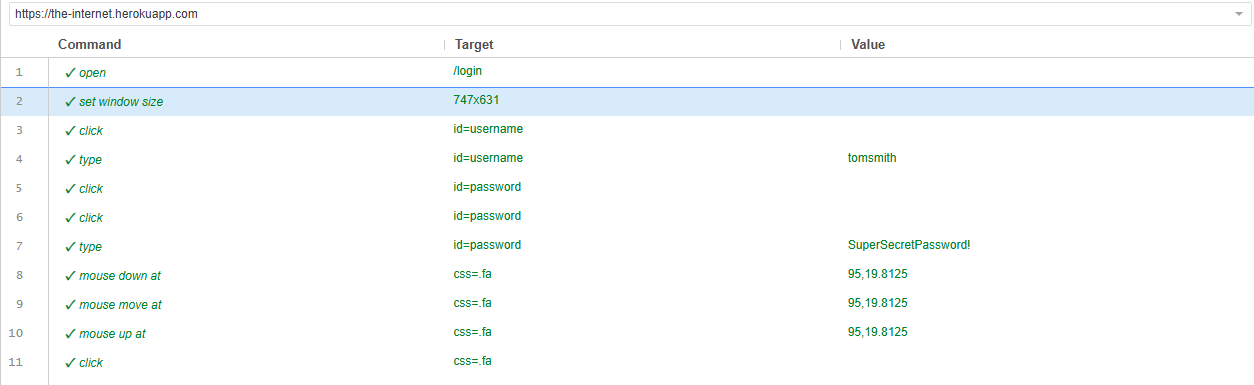 https://the-internet.herokuapp.com
Command Target Value
1 ✓ open /login
2 ✓ set window size 747x631
3 ✓ click id=username
4 ✓ type id=username tomsmith
5 ✓ click id=password
6 ✓ click id=password
7 ✓ type id=password SuperSecretPassword!
8 ✓ mouse down at css=.fa 95,19.8125
9 ✓ mouse move at css=.fa 95,19.8125
10 ✓ mouse up at css=.fa 95,19.8125
11 ✓ click css=.fa